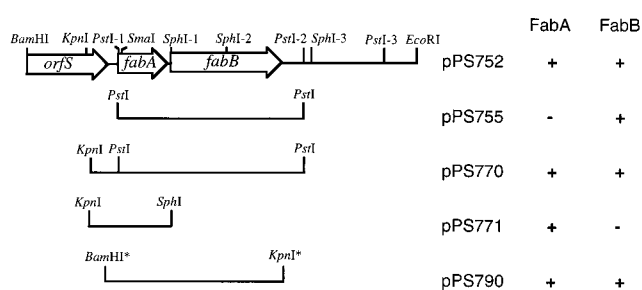 FabA FabB
BamHI KpnI PstI-1 SmaI SphI-1 SphI-2 PstI-2 SphI-3 PstI-3 EcoRI
orfS fabA fabB pPS752 + +
PstI PstI
pPS755 - +
KpnI PstI PstI
pPS770 + +
KpnI SphI
pPS771 + -
BamHI* KpnI*
pPS790 + +